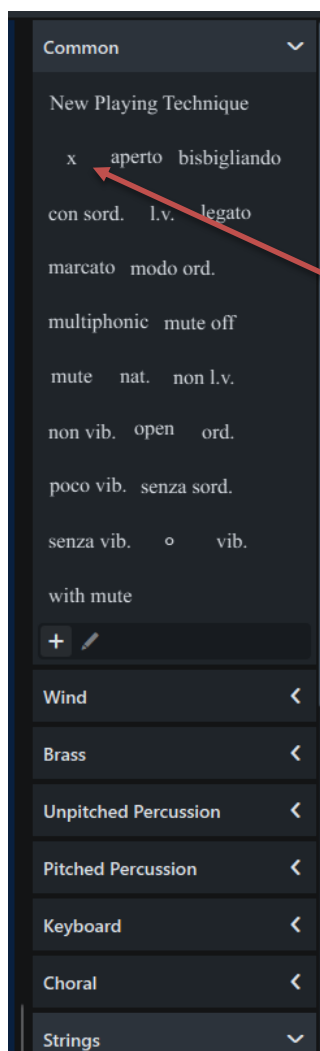 Common
New Playing Technique
x aperto bisbigliando
con sord. l.v. legato
marcato modo ord.
multiphonic mute off
mute nat. non l.v.
non vib. open ord.
poco vib. senza sord.
senza vib. o vib.
with mute
+
Wind
Brass
Unpitched Percussion
Pitched Percussion
Keyboard
Choral
Strings